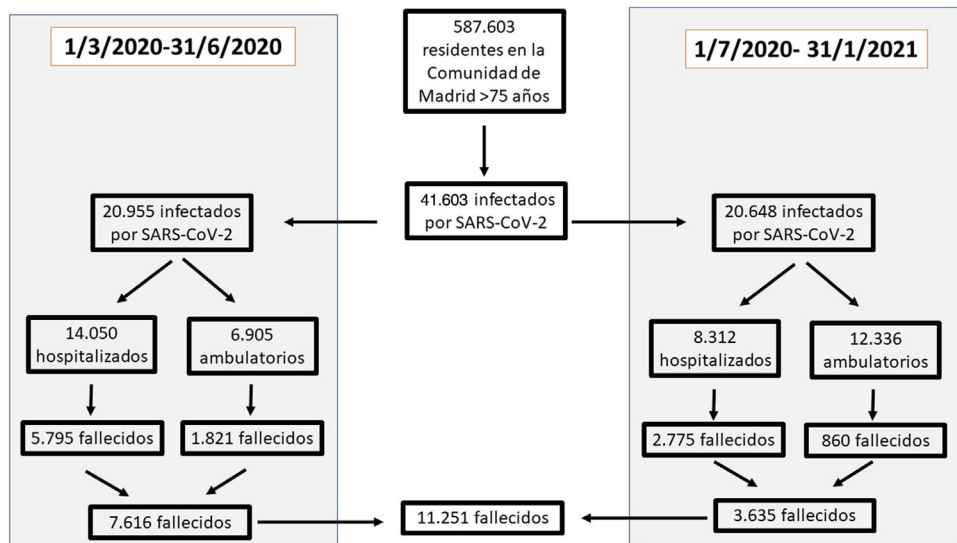 1/3/2020-31/6/2020
587.603
residentes en la
Comunidad de
Madrid >75 años
1/7/2020- 31/1/2021
20.955 infectados
por SARS-CoV-2
41.603 infectados
por SARS-CoV-2
20.648 infectados
por SARS-CoV-2
14.050
hospitalizados
6.905
ambulatorios
8.312
hospitalizados
12.336
ambulatorios
5.795 fallecidos
1.821 fallecidos
2.775 fallecidos
860 fallecidos
7.616 fallecidos
11.251 fallecidos
3.635 fallecidos